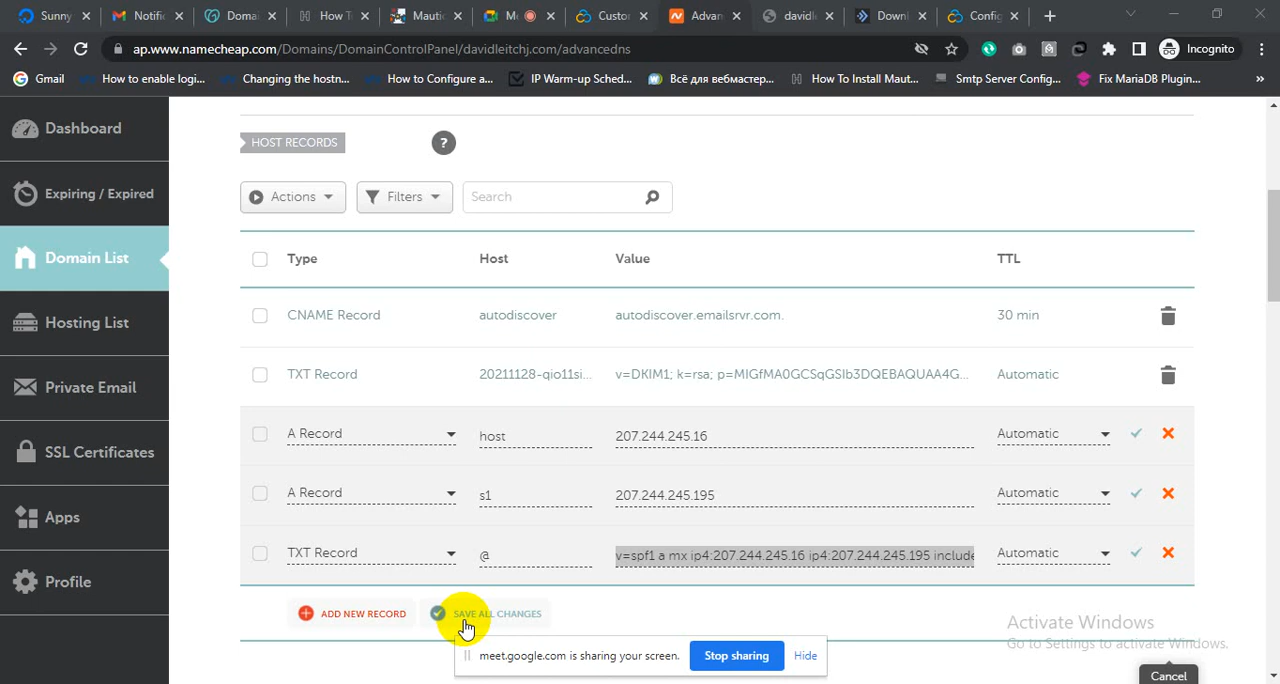 Sunny
Notific
Domai
How To
Mautic
Me
Custo
Advan
davidle
Downl
Config
ap.www.namecheap.com/Domains/DomainControlPanel/davidleitchj.com/advancedns
Incognito
Gmail
How to enable logi...
Changing the hostn...
How to Configure a...
IP Warm-up Sched...
Всё для вебмастер...
How To Install Maut...
Smtp Server Config...
Fix MariaDB Plugin...
»
Dashboard
Expiring / Expired
Domain List
Hosting List
Private Email
SSL Certificates
Apps
Profile
HOST RECORDS
?
Actions
Filters
Search
Type Host Value TTL
CNAME Record autodiscover autodiscover.emailsrvr.com. 30 min
TXT Record 20211128-qio11si... v=DKIM1; k=rsa; p=MIGfMA0GCSqGSIb3DQEBAQUAA4G... Automatic
A Record host 207.244.245.16 Automatic
A Record s1 207.244.245.195 Automatic
TXT Record @ v=spf1 a mx ip4:207.244.245.16 ip4:207.244.245.195 include Automatic
ADD NEW RECORD
SAVE ALL CHANGES
Activate Windows
Go to Settings to activate Windows.
meet.google.com is sharing your screen.
Stop sharing
Hide
Cancel